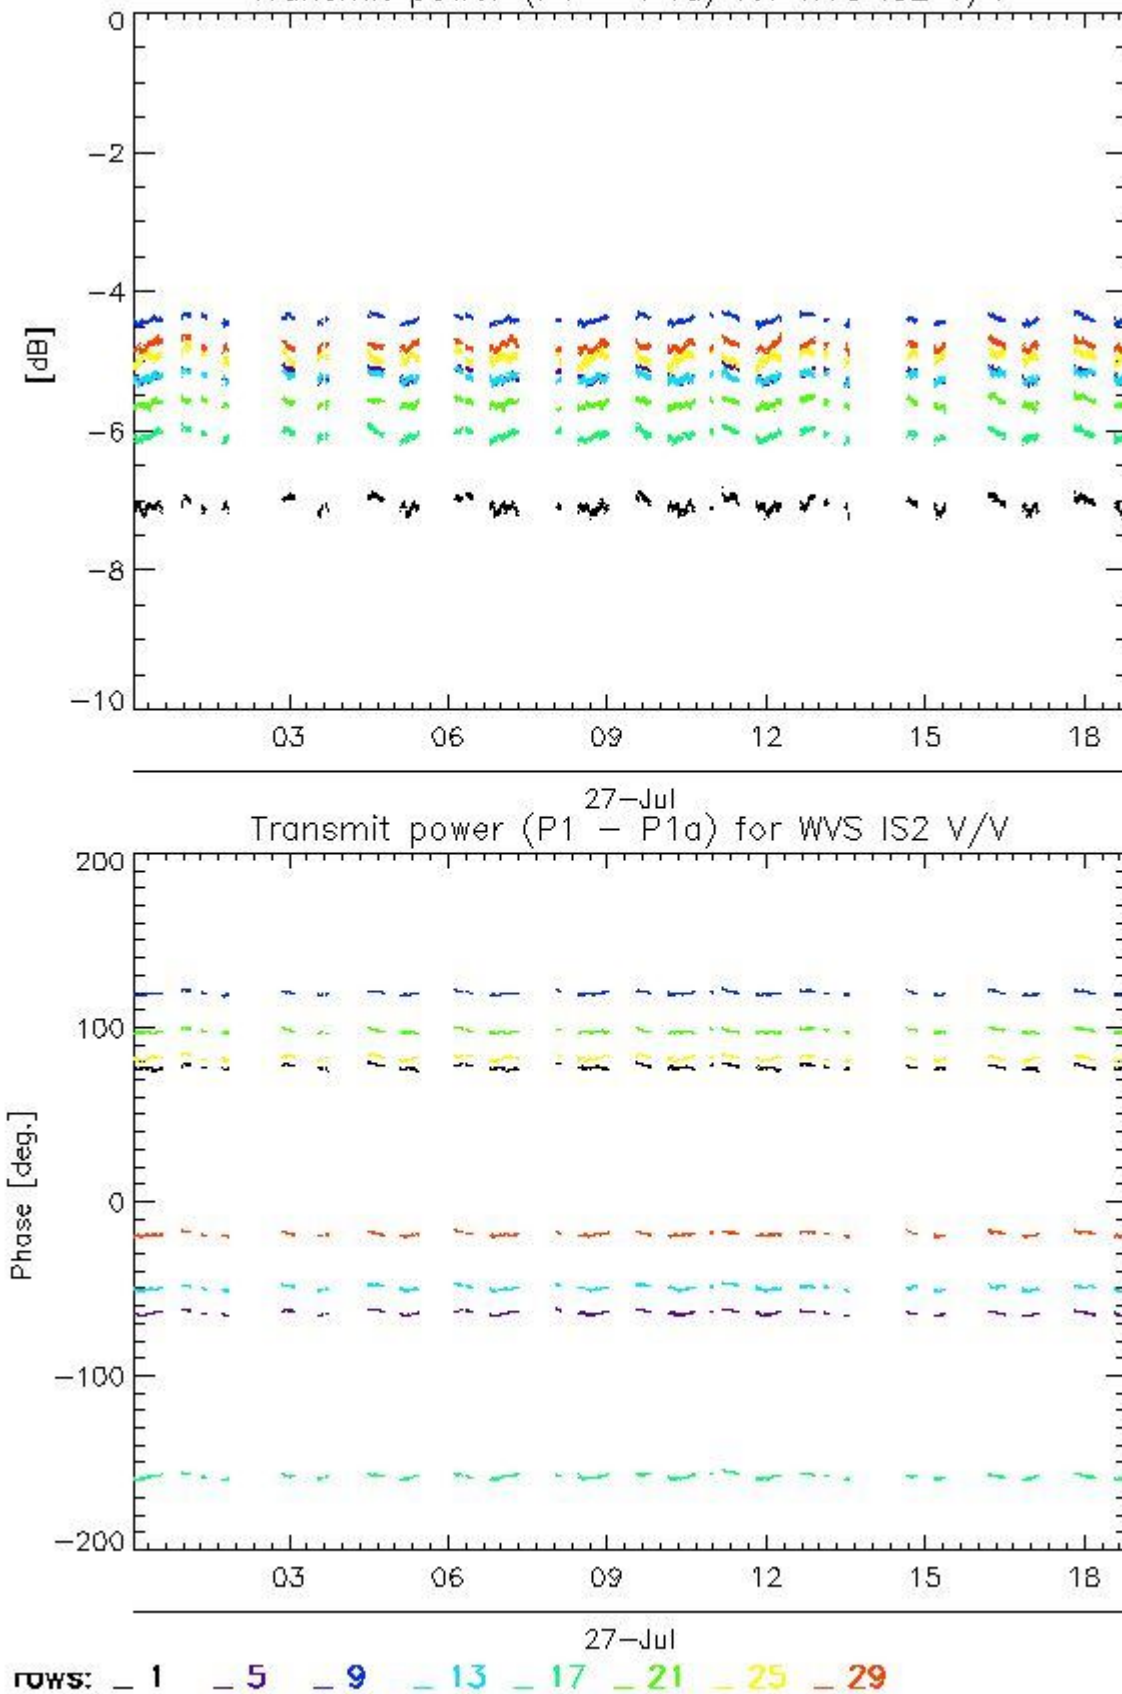 0
−2
−4
[dB]
−6
−8
−10
03 06 09 12 15 18
27−Jul
Transmit power (P1 − P1a) for WVS IS2 V/V
200
100
Phase [deg.]
0
−100
−200
03 06 09 12 15 18
27−Jul
rows: _ 1 _ 5 _ 9 _ 13 _ 17 _ 21 _ 25 _ 29